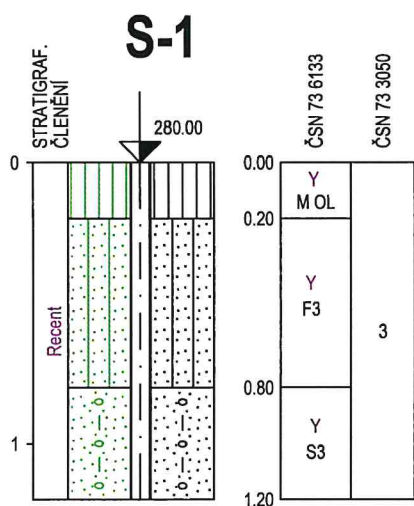 S-1
STRATIGRAF.
ČLENĚNÍ
280.00
ČSN 73 6133
ČSN 73 3050
0
0.00
Y
M OL
0.20
Recent
Y
F3
3
0.80
1
Y
S3
1.20